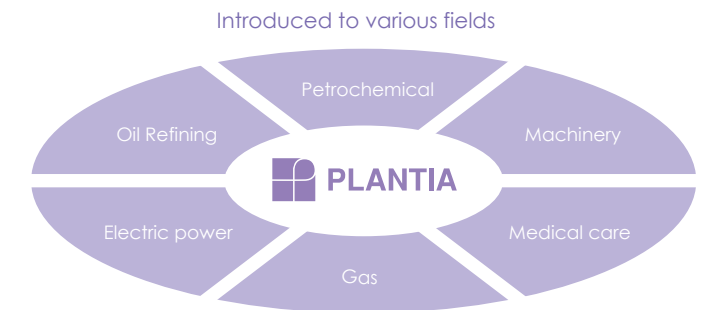 Introduced to various fields
Petrochemical
Oil Refining
Machinery
PLANTIA
Electric power
Medical care
Gas